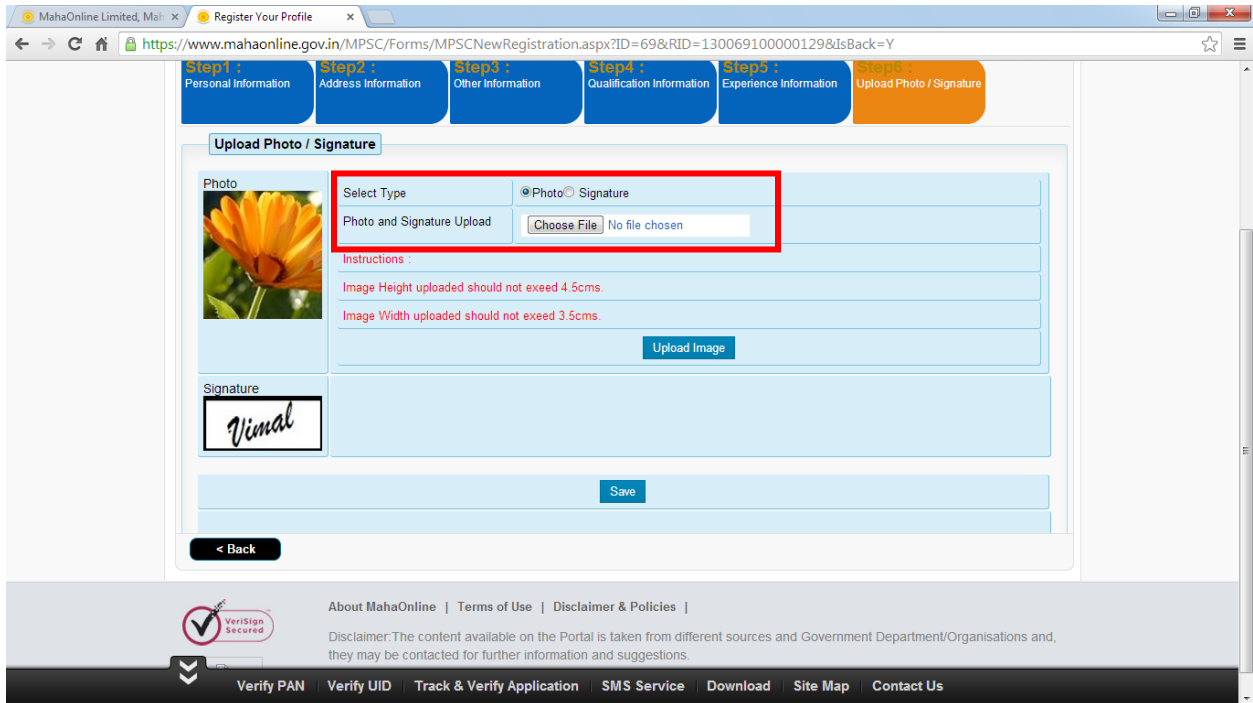 MahaOnline Limited, Mah
Register Your Profile
https://www.mahaonline.gov.in/MPSC/Forms/MPSCNewRegistration.aspx?ID=69&RID=130069100000129&IsBack=Y
Step1 :
Personal Information
Step2 :
Address Information
Step3 :
Other Information
Step4 :
Qualification Information
Step5 :
Experience Information
Step6 :
Upload Photo / Signature
Upload Photo / Signature
Photo
Select Type
Photo Signature
Photo and Signature Upload
Choose File No file chosen
Instructions :
Image Height uploaded should not exeed 4.5cms.
Image Width uploaded should not exeed 3.5cms.
Upload Image
Signature
Vimal
Save
< Back
VeriSign
Secured
About MahaOnline | Terms of Use | Disclaimer & Policies |
Disclaimer:The content available on the Portal is taken from different sources and Government Department/Organisations and,
they may be contacted for further information and suggestions.
Verify PAN Verify UID Track & Verify Application SMS Service Download Site Map Contact Us